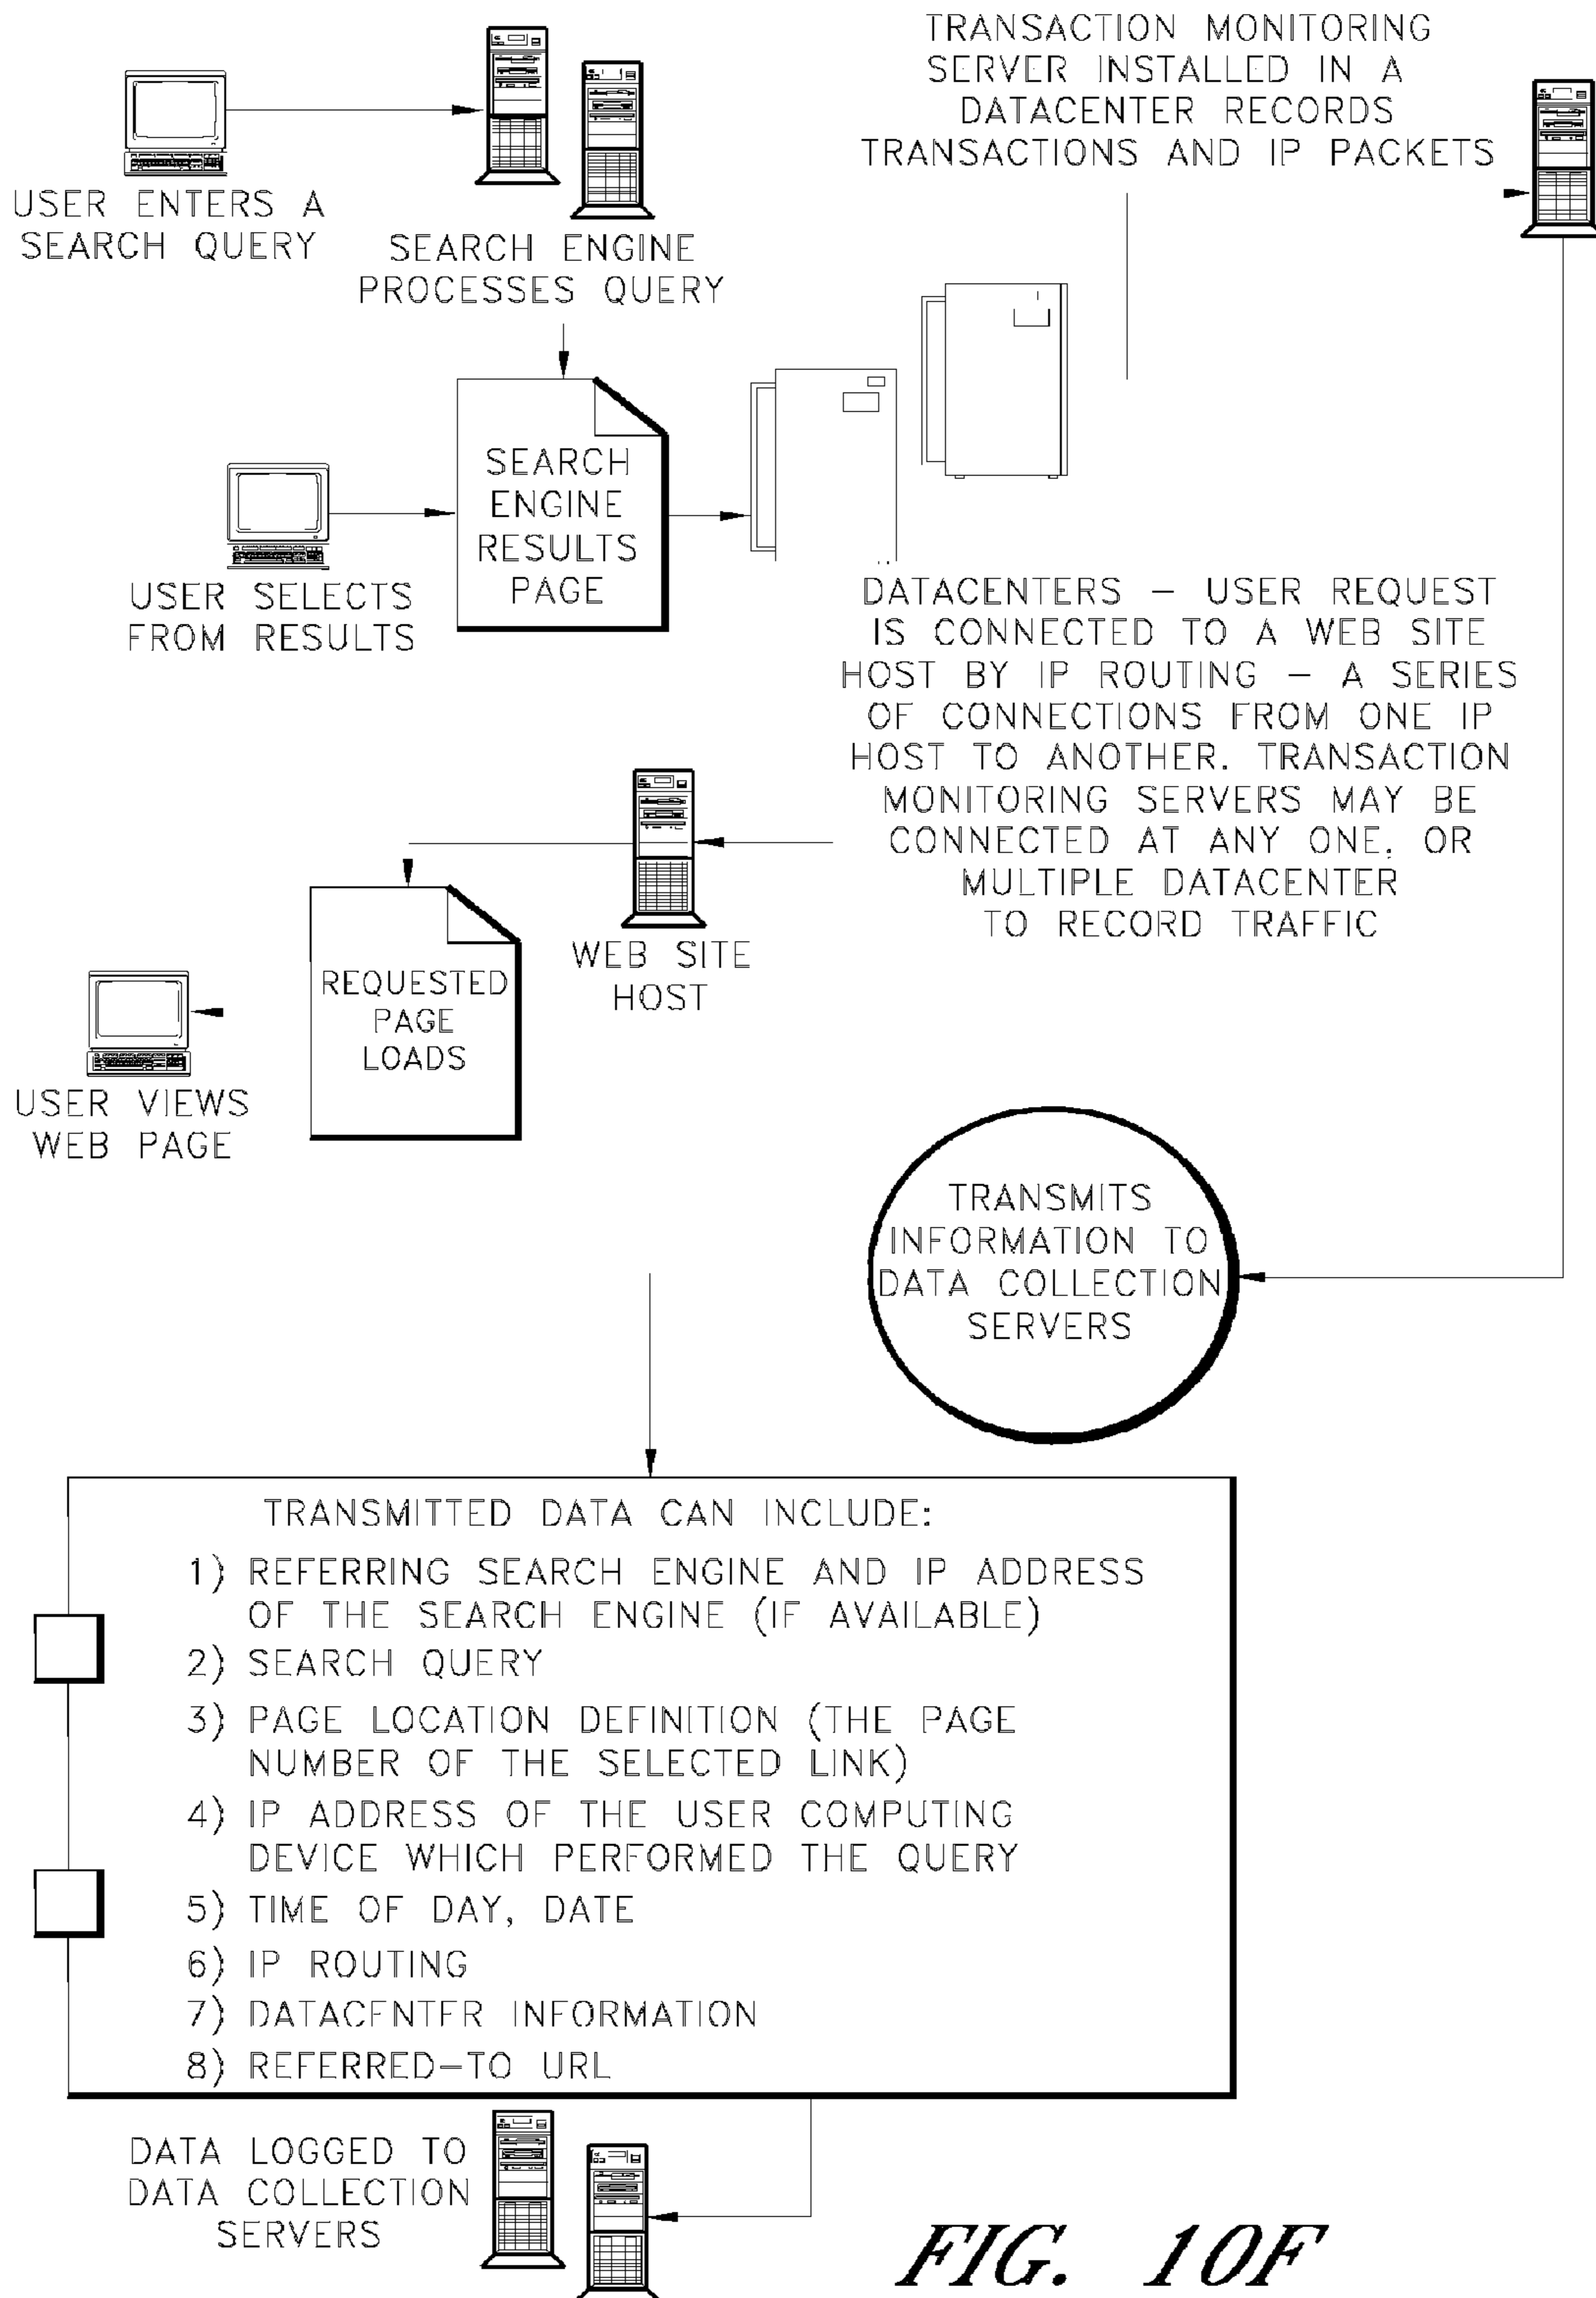 TRANSACTION MONITORING
SERVER INSTALLED IN A
DATACENTER RECORDS
TRANSACTIONS AND IP PACKETS
USER ENTERS A
SEARCH QUERY
SEARCH ENGINE
PROCESSES QUERY
SEARCH
ENGINE
RESULTS
PAGE
USER SELECTS
FROM RESULTS
DATACENTERS – USER REQUEST
IS CONNECTED TO A WEB SITE
HOST BY IP ROUTING – A SERIES
OF CONNECTIONS FROM ONE IP
HOST TO ANOTHER. TRANSACTION
MONITORING SERVERS MAY BE
CONNECTED AT ANY ONE, OR
MULTIPLE DATACENTER
TO RECORD TRAFFIC
WEB SITE
HOST
REQUESTED
PAGE
LOADS
USER VIEWS
WEB PAGE
TRANSMITS
INFORMATION TO
DATA COLLECTION
SERVERS
TRANSMITTED DATA CAN INCLUDE:
1) REFERRING SEARCH ENGINE AND IP ADDRESS
OF THE SEARCH ENGINE (IF AVAILABLE)
2) SEARCH QUERY
3) PAGE LOCATION DEFINITION (THE PAGE
NUMBER OF THE SELECTED LINK)
4) IP ADDRESS OF THE USER COMPUTING
DEVICE WHICH PERFORMED THE QUERY
5) TIME OF DAY, DATE
6) IP ROUTING
7) DATACENTER INFORMATION
8) REFERRED–TO URL
DATA LOGGED TO
DATA COLLECTION
SERVERS
FIG. 10F